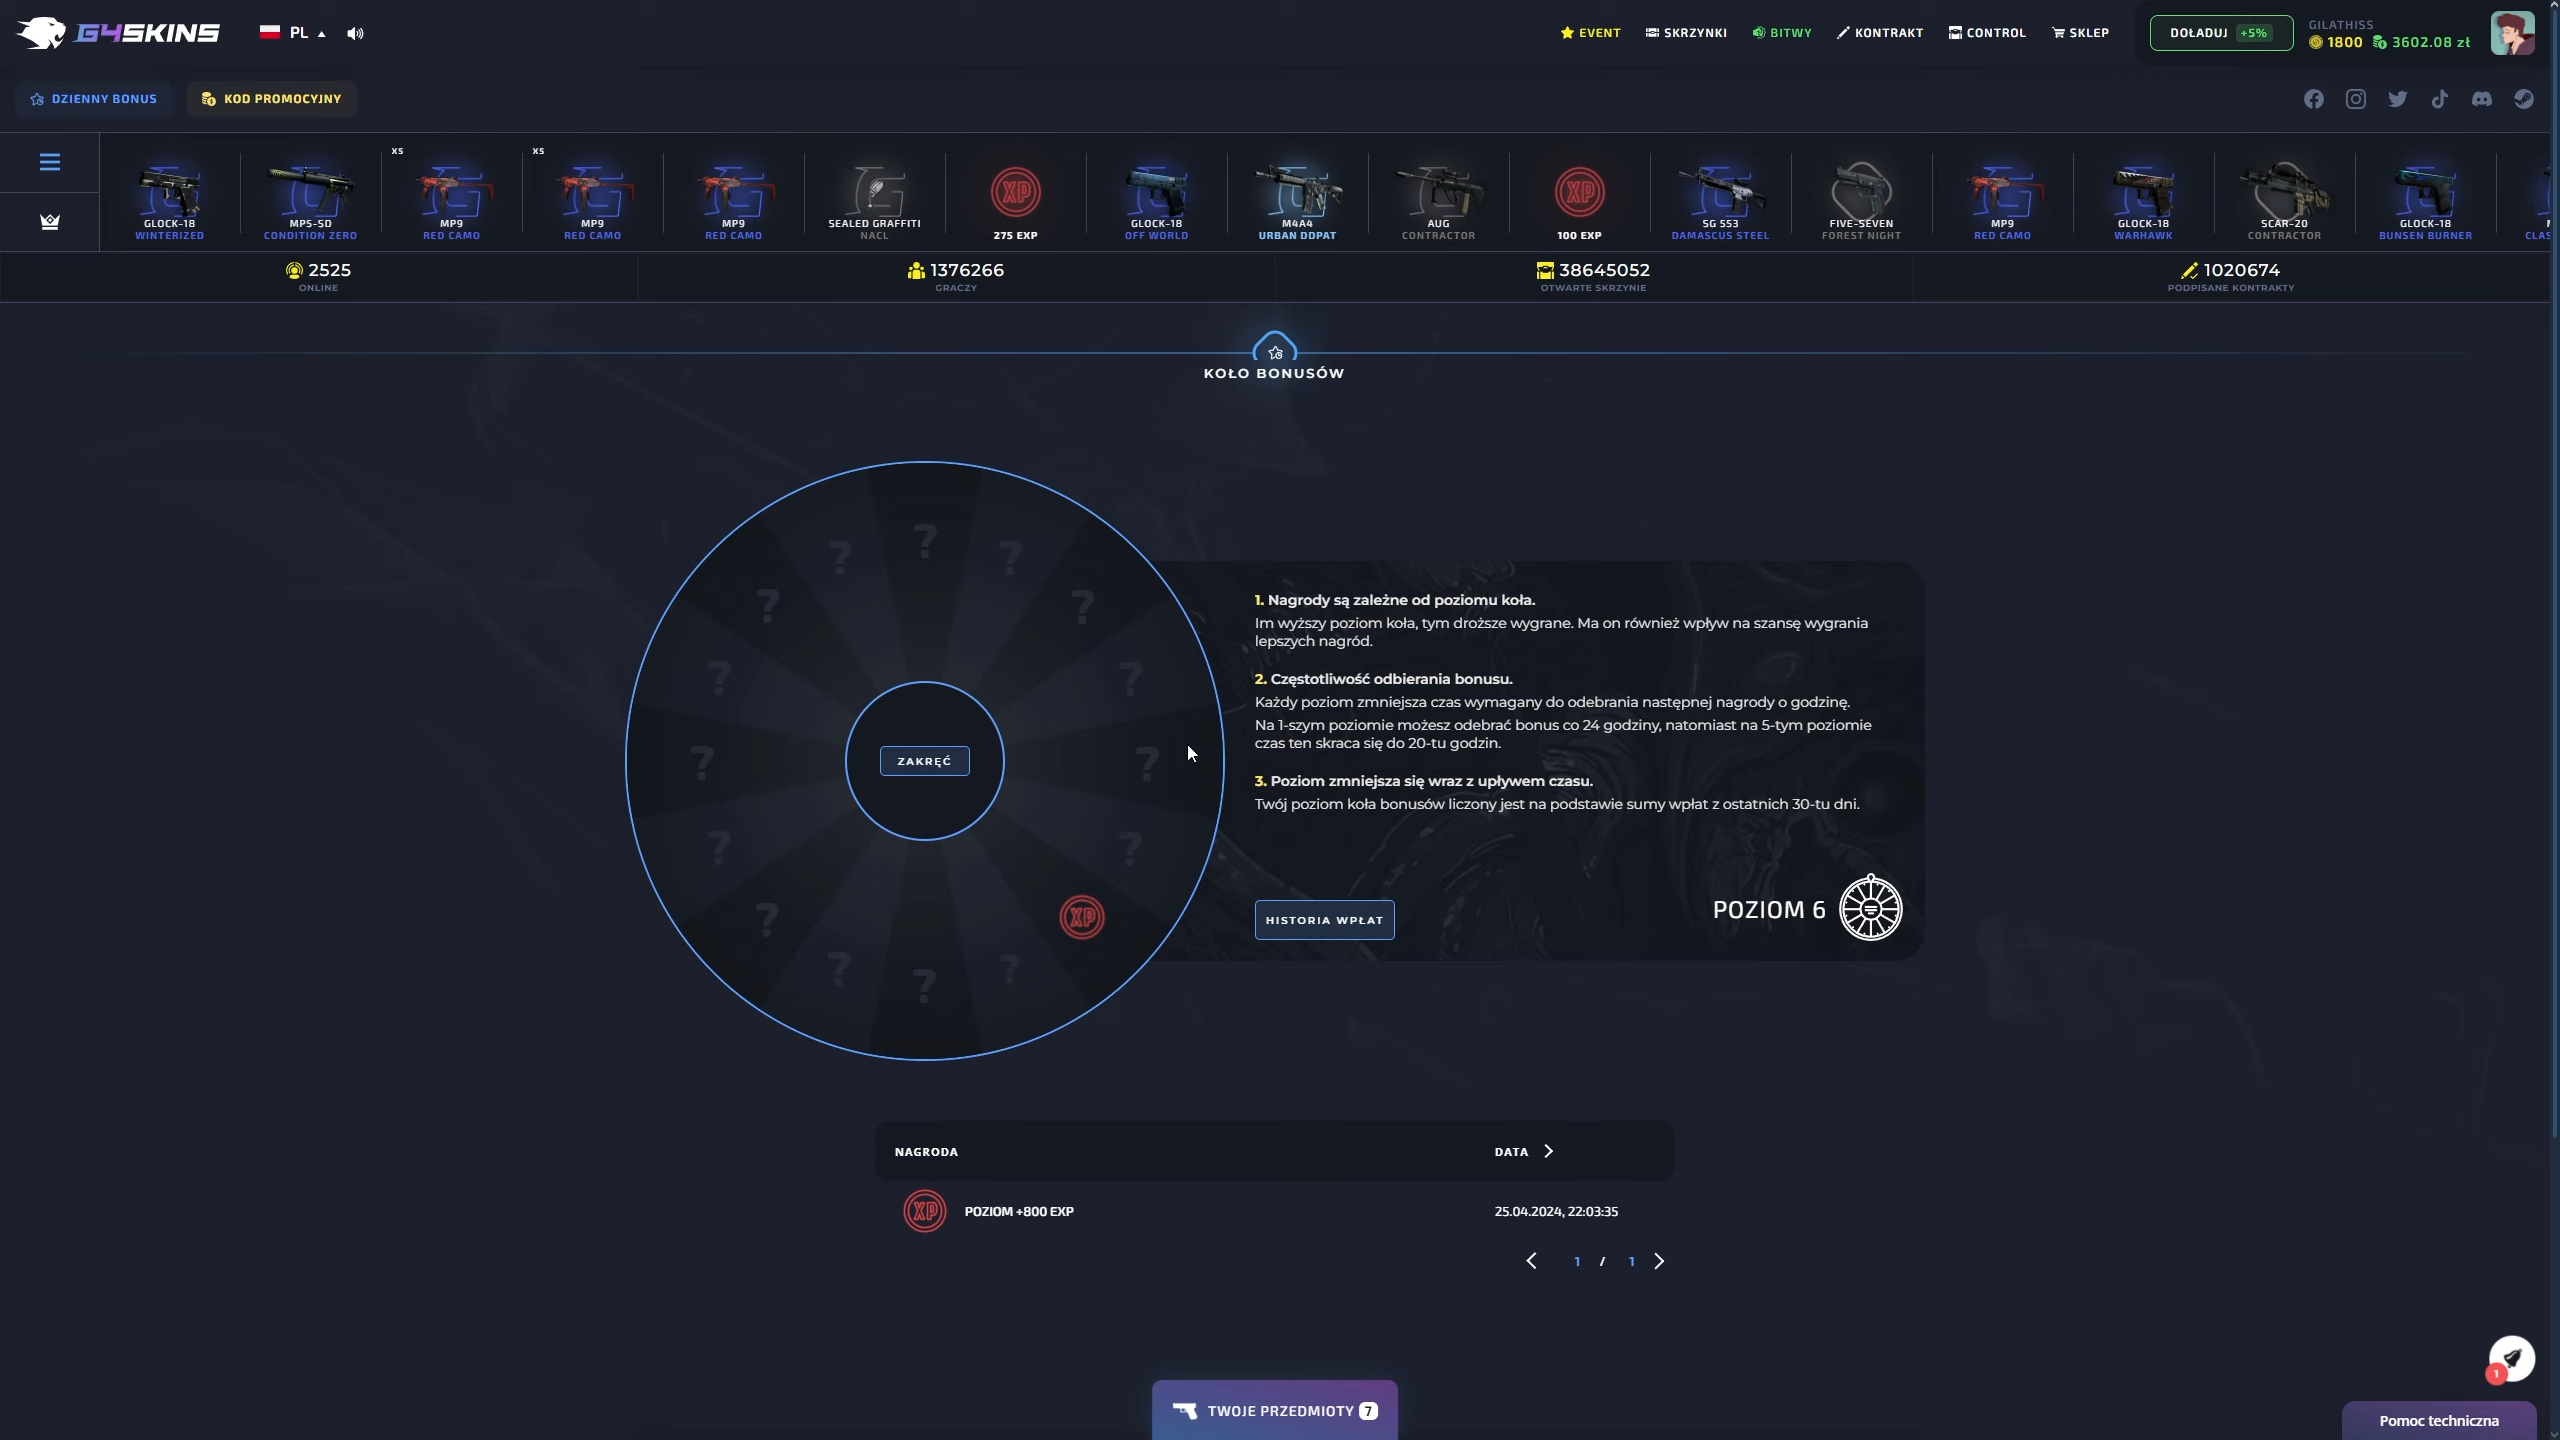 G4SKINS
PL
EVENT
SKRZYNKI
BITWY
KONTRAKT
CONTROL
SKLEP
DOŁADUJ +5%
GILATHISS
1800 3602.08 zł
DZIENNY BONUS
KOD PROMOCYJNY
GLOCK-18
WINTERIZED
MP5-SD
CONDITION ZERO
X5
MP9
RED CAMO
X5
MP9
RED CAMO
MP9
RED CAMO
SEALED GRAFFITI
NACL
XP
275 EXP
GLOCK-18
OFF WORLD
M4A4
URBAN DDPAT
AUG
CONTRACTOR
XP
100 EXP
SG 553
DAMASCUS STEEL
FIVE-SEVEN
FOREST NIGHT
MP9
RED CAMO
GLOCK-18
WARHAWK
SCAR-20
CONTRACTOR
GLOCK-18
BUNSEN BURNER
2525
ONLINE
1376266
GRACZY
38645052
OTWARTE SKRZYNIE
1020674
PODPISANE KONTRAKTY
KOŁO BONUSÓW
? ? ?
? ?
? ?
? ?
? ?
? XP
? ? ?
ZAKRĘĆ
1. Nagrody są zależne od poziomu koła.
Im wyższy poziom koła, tym droższe wygrane. Ma on również wpływ na szansę wygrania
lepszych nagród.
2. Częstotliwość odbierania bonusu.
Każdy poziom zmniejsza czas wymagany do odebrania następnej nagrody o godzinę.
Na 1-szym poziomie możesz odebrać bonus co 24 godziny, natomiast na 5-tym poziomie
czas ten skraca się do 20-tu godzin.
3. Poziom zmniejsza się wraz z upływem czasu.
Twój poziom koła bonusów liczony jest na podstawie sumy wpłat z ostatnich 30-tu dni.
HISTORIA WPŁAT
POZIOM 6
NAGRODA
DATA
XP
POZIOM +800 EXP
25.04.2024, 22:03:35
1 / 1
TWOJE PRZEDMIOTY 7
1
Pomoc techniczna